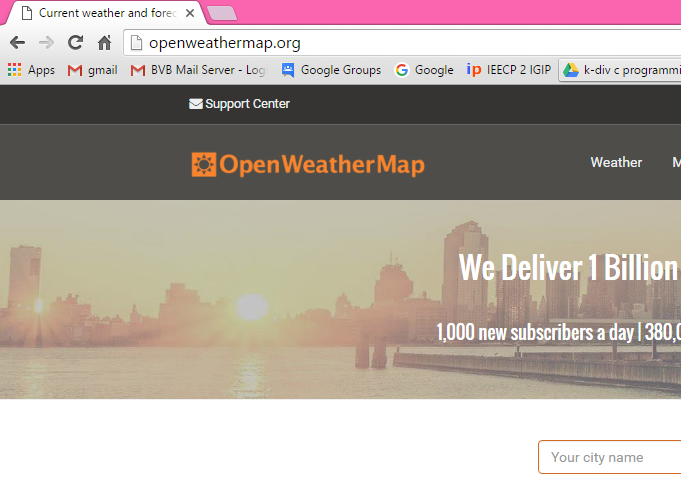 Current weather and forec
openweathermap.org
Apps gmail BVB Mail Server - Log Google Groups Google IEECP 2 IGIP k-div c programmi
Support Center
OpenWeatherMap Weather M
We Deliver 1 Billion
1,000 new subscribers a day | 380,0
Your city name